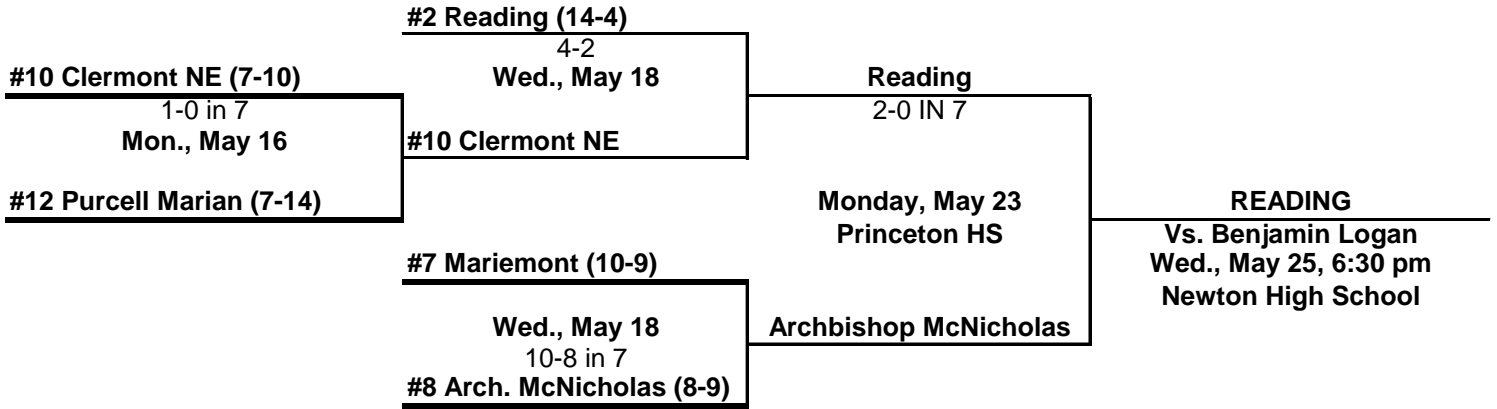 #2 Reading (14-4)
4-2
#10 Clermont NE (7-10)
Wed., May 18
Reading
1-0 in 7
2-0 IN 7
Mon., May 16
#10 Clermont NE
#12 Purcell Marian (7-14)
Monday, May 23
READING
Princeton HS
Vs. Benjamin Logan
#7 Mariemont (10-9)
Wed., May 25, 6:30 pm
Newton High School
Wed., May 18
Archbishop McNicholas
10-8 in 7
#8 Arch. McNicholas (8-9)